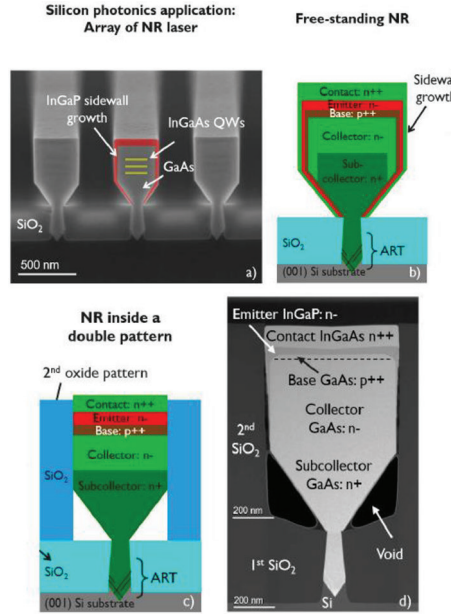 Silicon photonics application:
Array of NR laser
InGaP sidewall
growth
InGaAs QWs
GaAs
SiO2
500 nm
a)
Free-standing NR
Sidewall
growth
Contact: n++
Emitter: n-
Base: p++
Collector: n-
Sub-
collector: n+
SiO2
ART
(001) Si substrate
b)
NR inside a
double pattern
2nd oxide pattern
Contact: n++
Emitter: n-
Base: p++
Collector: n-
SiO2
Subcollector: n+
SiO2
ART
(001) Si substrate
c)
Emitter InGaP: n-
Contact InGaAs n++
Base GaAs: p++
Collector
GaAs: n-
2nd
SiO2
Subcollector
GaAs: n+
200 nm
Void
1st SiO2
Si
200 nm
d)